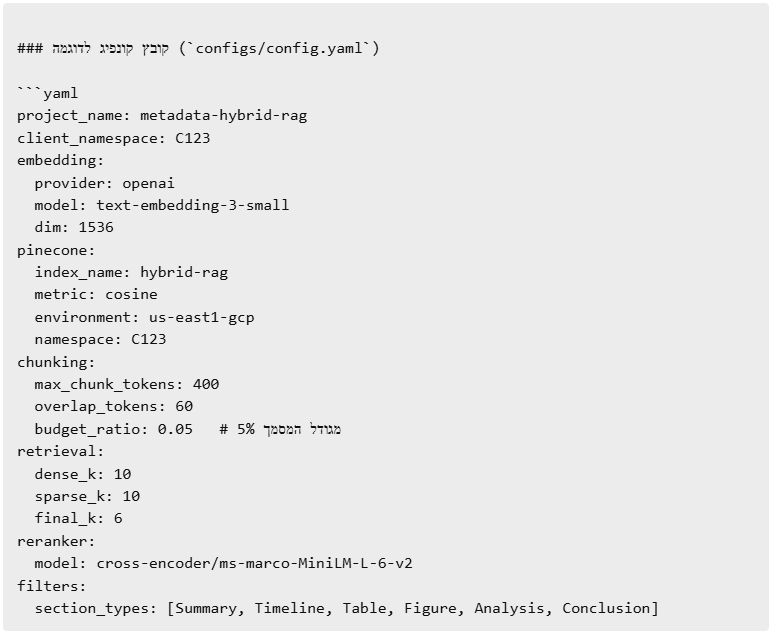 ### קובץ קונפיג לדוגמה (`configs/config.yaml`)

```yaml
project_name: metadata-hybrid-rag
client_namespace: C123
embedding:
  provider: openai
  model: text-embedding-3-small
  dim: 1536
pinecone:
  index_name: hybrid-rag
  metric: cosine
  environment: us-east1-gcp
  namespace: C123
chunking:
  max_chunk_tokens: 400
  overlap_tokens: 60
  budget_ratio: 0.05   # 5% מגודל המסמך
retrieval:
  dense_k: 10
  sparse_k: 10
  final_k: 6
reranker:
  model: cross-encoder/ms-marco-MiniLM-L-6-v2
filters:
  section_types: [Summary, Timeline, Table, Figure, Analysis, Conclusion]